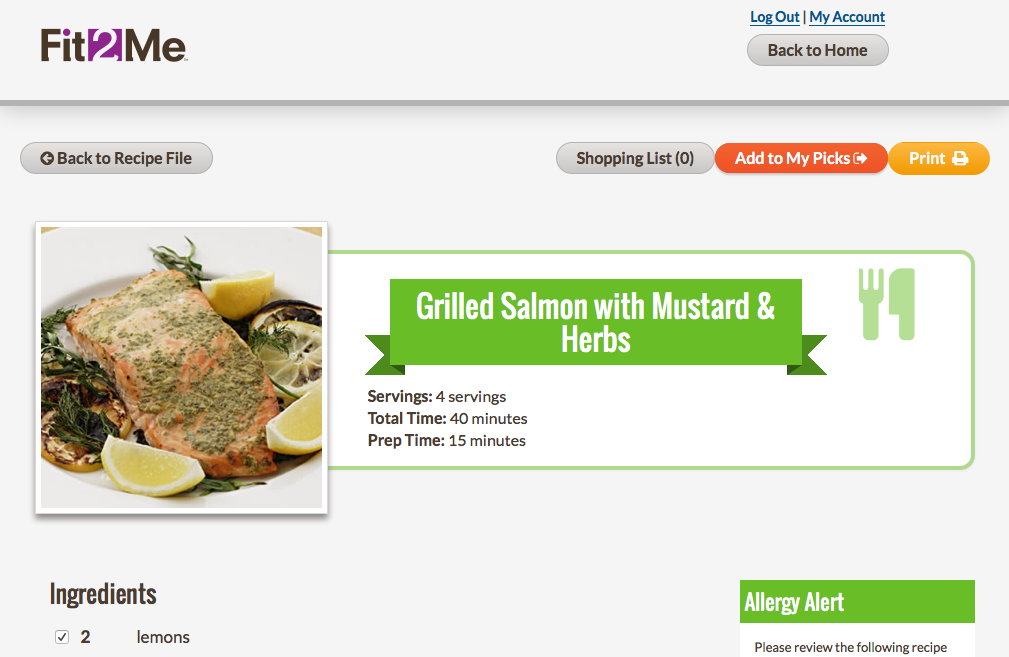 Log Out | My Account
Fit2Me
Back to Home
Back to Recipe File
Shopping List (0)
Add to My Picks
Print
Grilled Salmon with Mustard &
Herbs
Servings: 4 servings
Total Time: 40 minutes
Prep Time: 15 minutes
Ingredients
2 lemons
Allergy Alert
Please review the following recipe